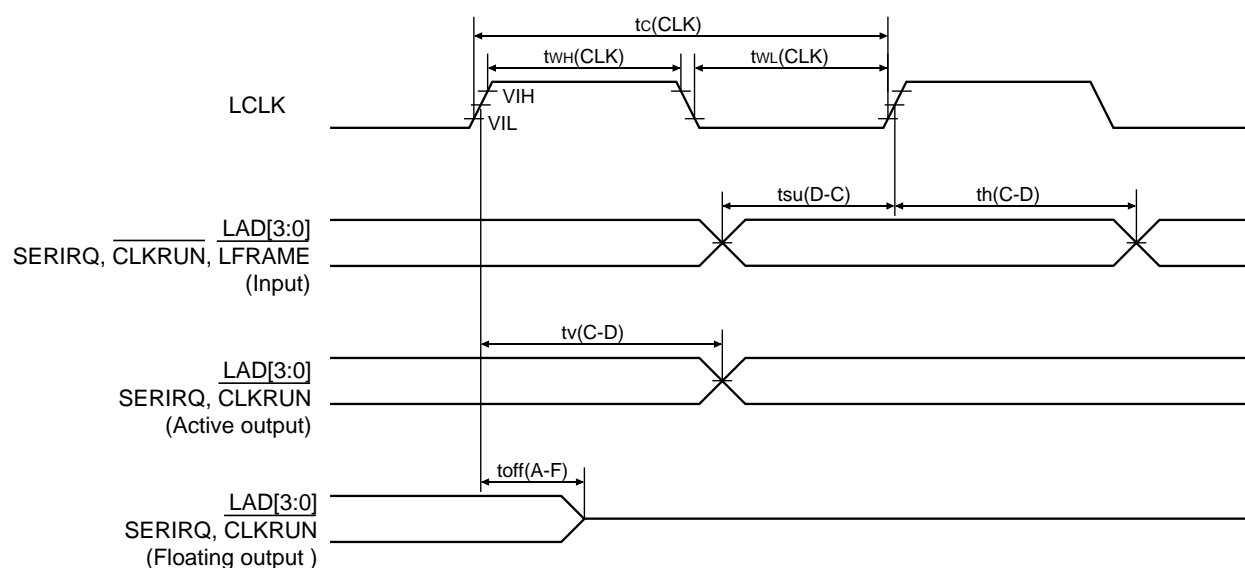 tC(CLK)
tWH(CLK)
tWL(CLK)
LCLK
VIH
VIL
tsu(D-C)
th(C-D)
LAD[3:0]
SERIRQ, CLKRUN, LFRAME
(Input)
tv(C-D)
LAD[3:0]
SERIRQ, CLKRUN
(Active output)
toff(A-F)
LAD[3:0]
SERIRQ, CLKRUN
(Floating output )